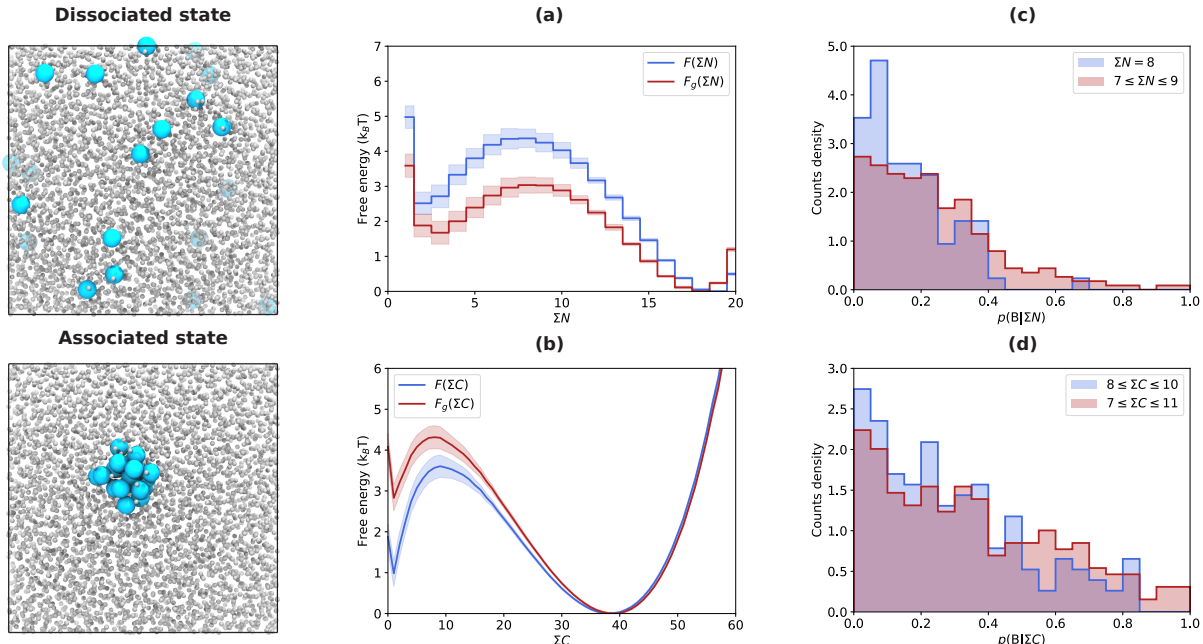 Dissociated state
Associated state
(a)
7
6
5
4
3
2
1
0
Free energy (k_BT)
0 5 10 15 20
ΣN
F(ΣN)
F_g(ΣN)
(b)
6
5
4
3
2
1
0
Free energy (k_BT)
0 10 20 30 40 50 60
ΣC
F(ΣC)
F_g(ΣC)
(c)
5.0
4.0
3.0
2.0
1.0
0.0
Counts density
0.0 0.2 0.4 0.6 0.8 1.0
p(B|ΣN)
ΣN = 8
7 ≤ ΣN ≤ 9
(d)
3.0
2.5
2.0
1.5
1.0
0.5
0.0
Counts density
0.0 0.2 0.4 0.6 0.8 1.0
p(B|ΣC)
8 ≤ ΣC ≤ 10
7 ≤ ΣC ≤ 11